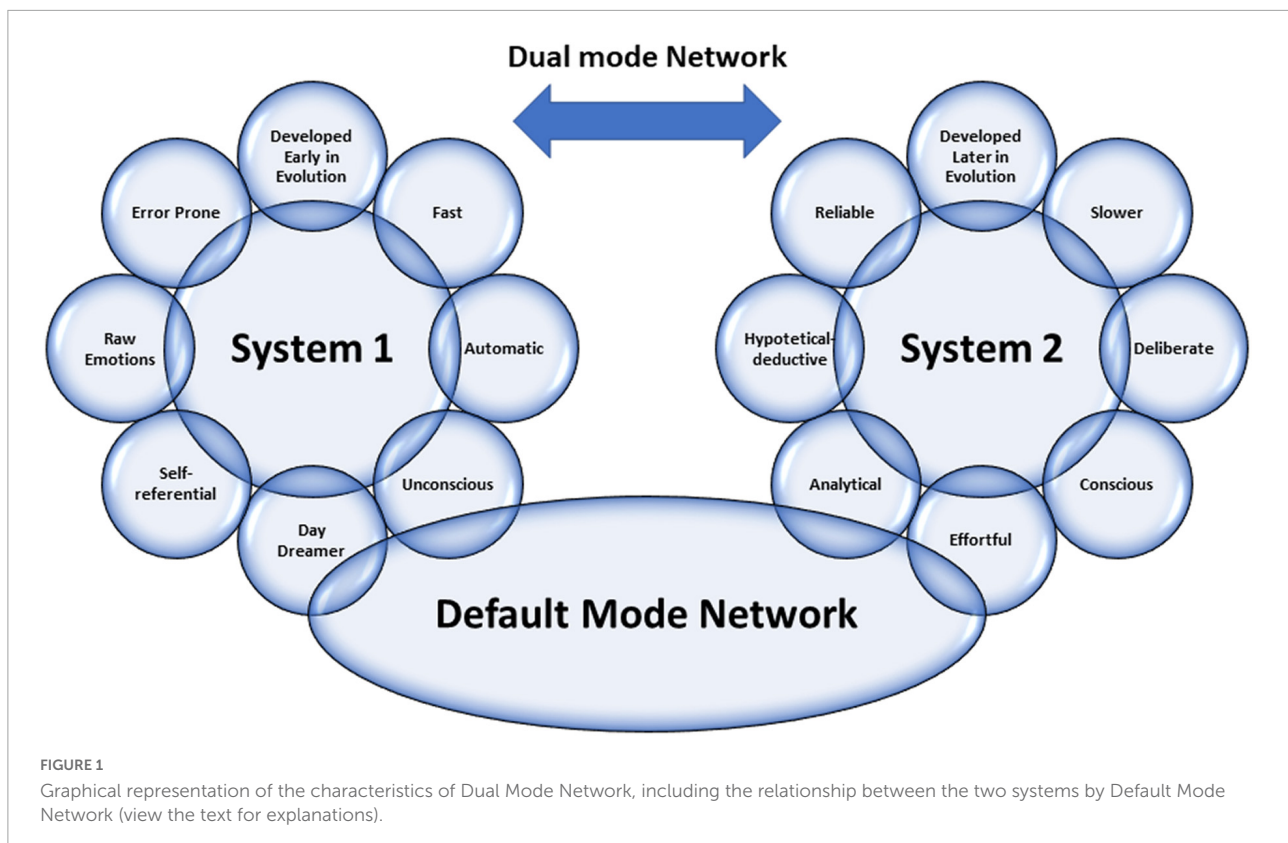 Dual mode Network
Developed
Early in
Evolution
Fast
Automatic
Unconscious
Day
Dreamer
Self-
referential
Raw
Emotions
Error Prone
System 1
Developed
Later in
Evolution
Slower
Deliberate
Conscious
Effortful
Analytical
Hypotetical-
deductive
Reliable
System 2
Default Mode Network
FIGURE 1
Graphical representation of the characteristics of Dual Mode Network, including the relationship between the two systems by Default Mode
Network (view the text for explanations).